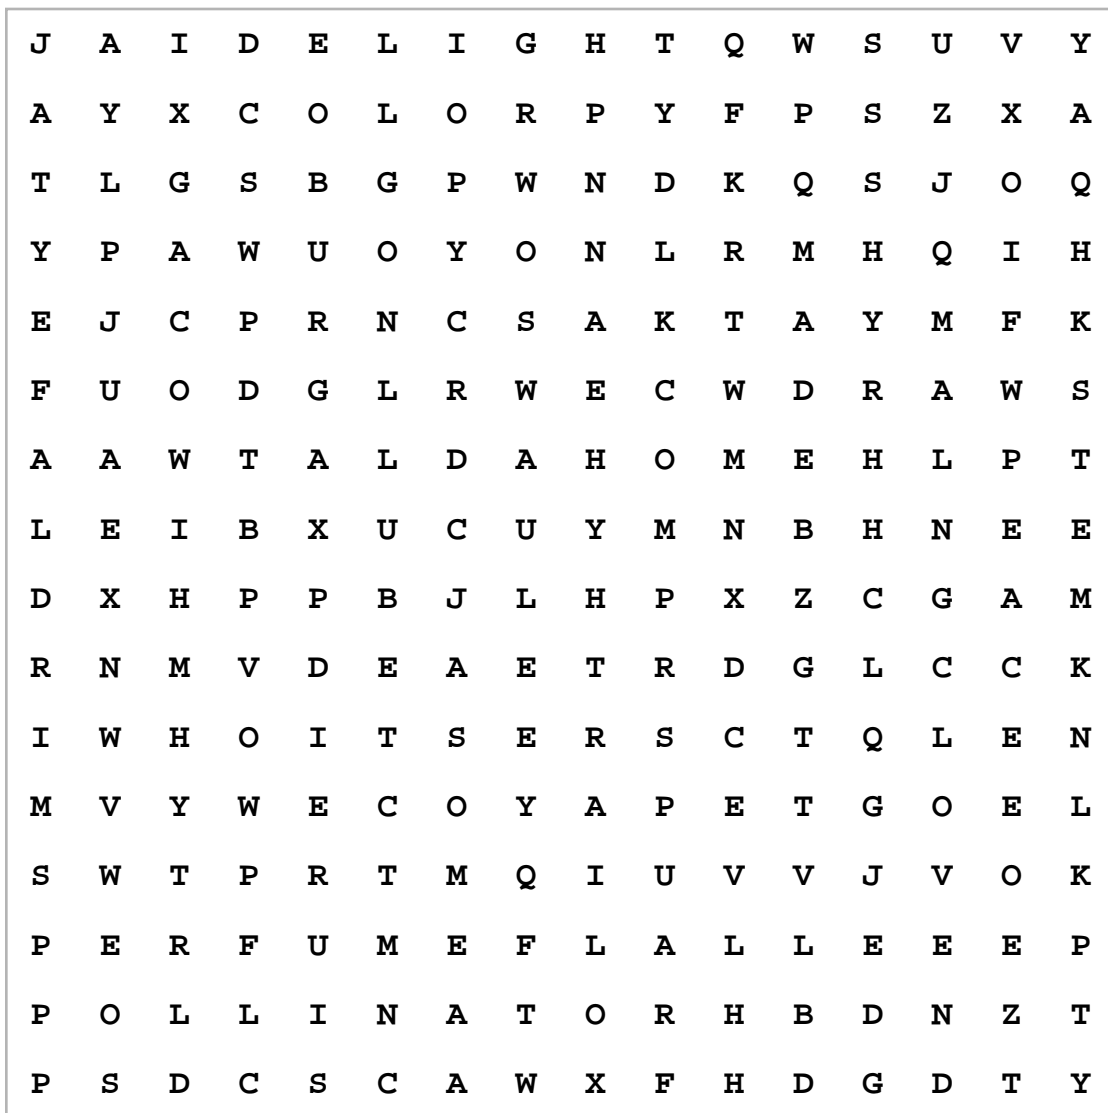 J A I D E L I G H T Q W S U V Y
A Y X C O L O R P Y F P S Z X A
T L G S B G P W N D K Q S J O Q
Y P A W U O Y O N L R M H Q I H
E J C P R N C S A K T A Y M F K
F U O D G L R W E C W D R A W S
A A W T A L D A H O M E H L P T
L E I B X U C U Y M N B H N E E
D X H P P B J L H P X Z C G A M
R N M V D E A E T R D G L C C K
I W H O I T S E R S C T Q L E N
M V Y W E C O Y A P E T G O E L
S W T P R T M Q I U V V J V O K
P E R F U M E F L A L L E E E P
P O L L I N A T O R H B D N Z T
P S D C S C A W X F H D G D T Y